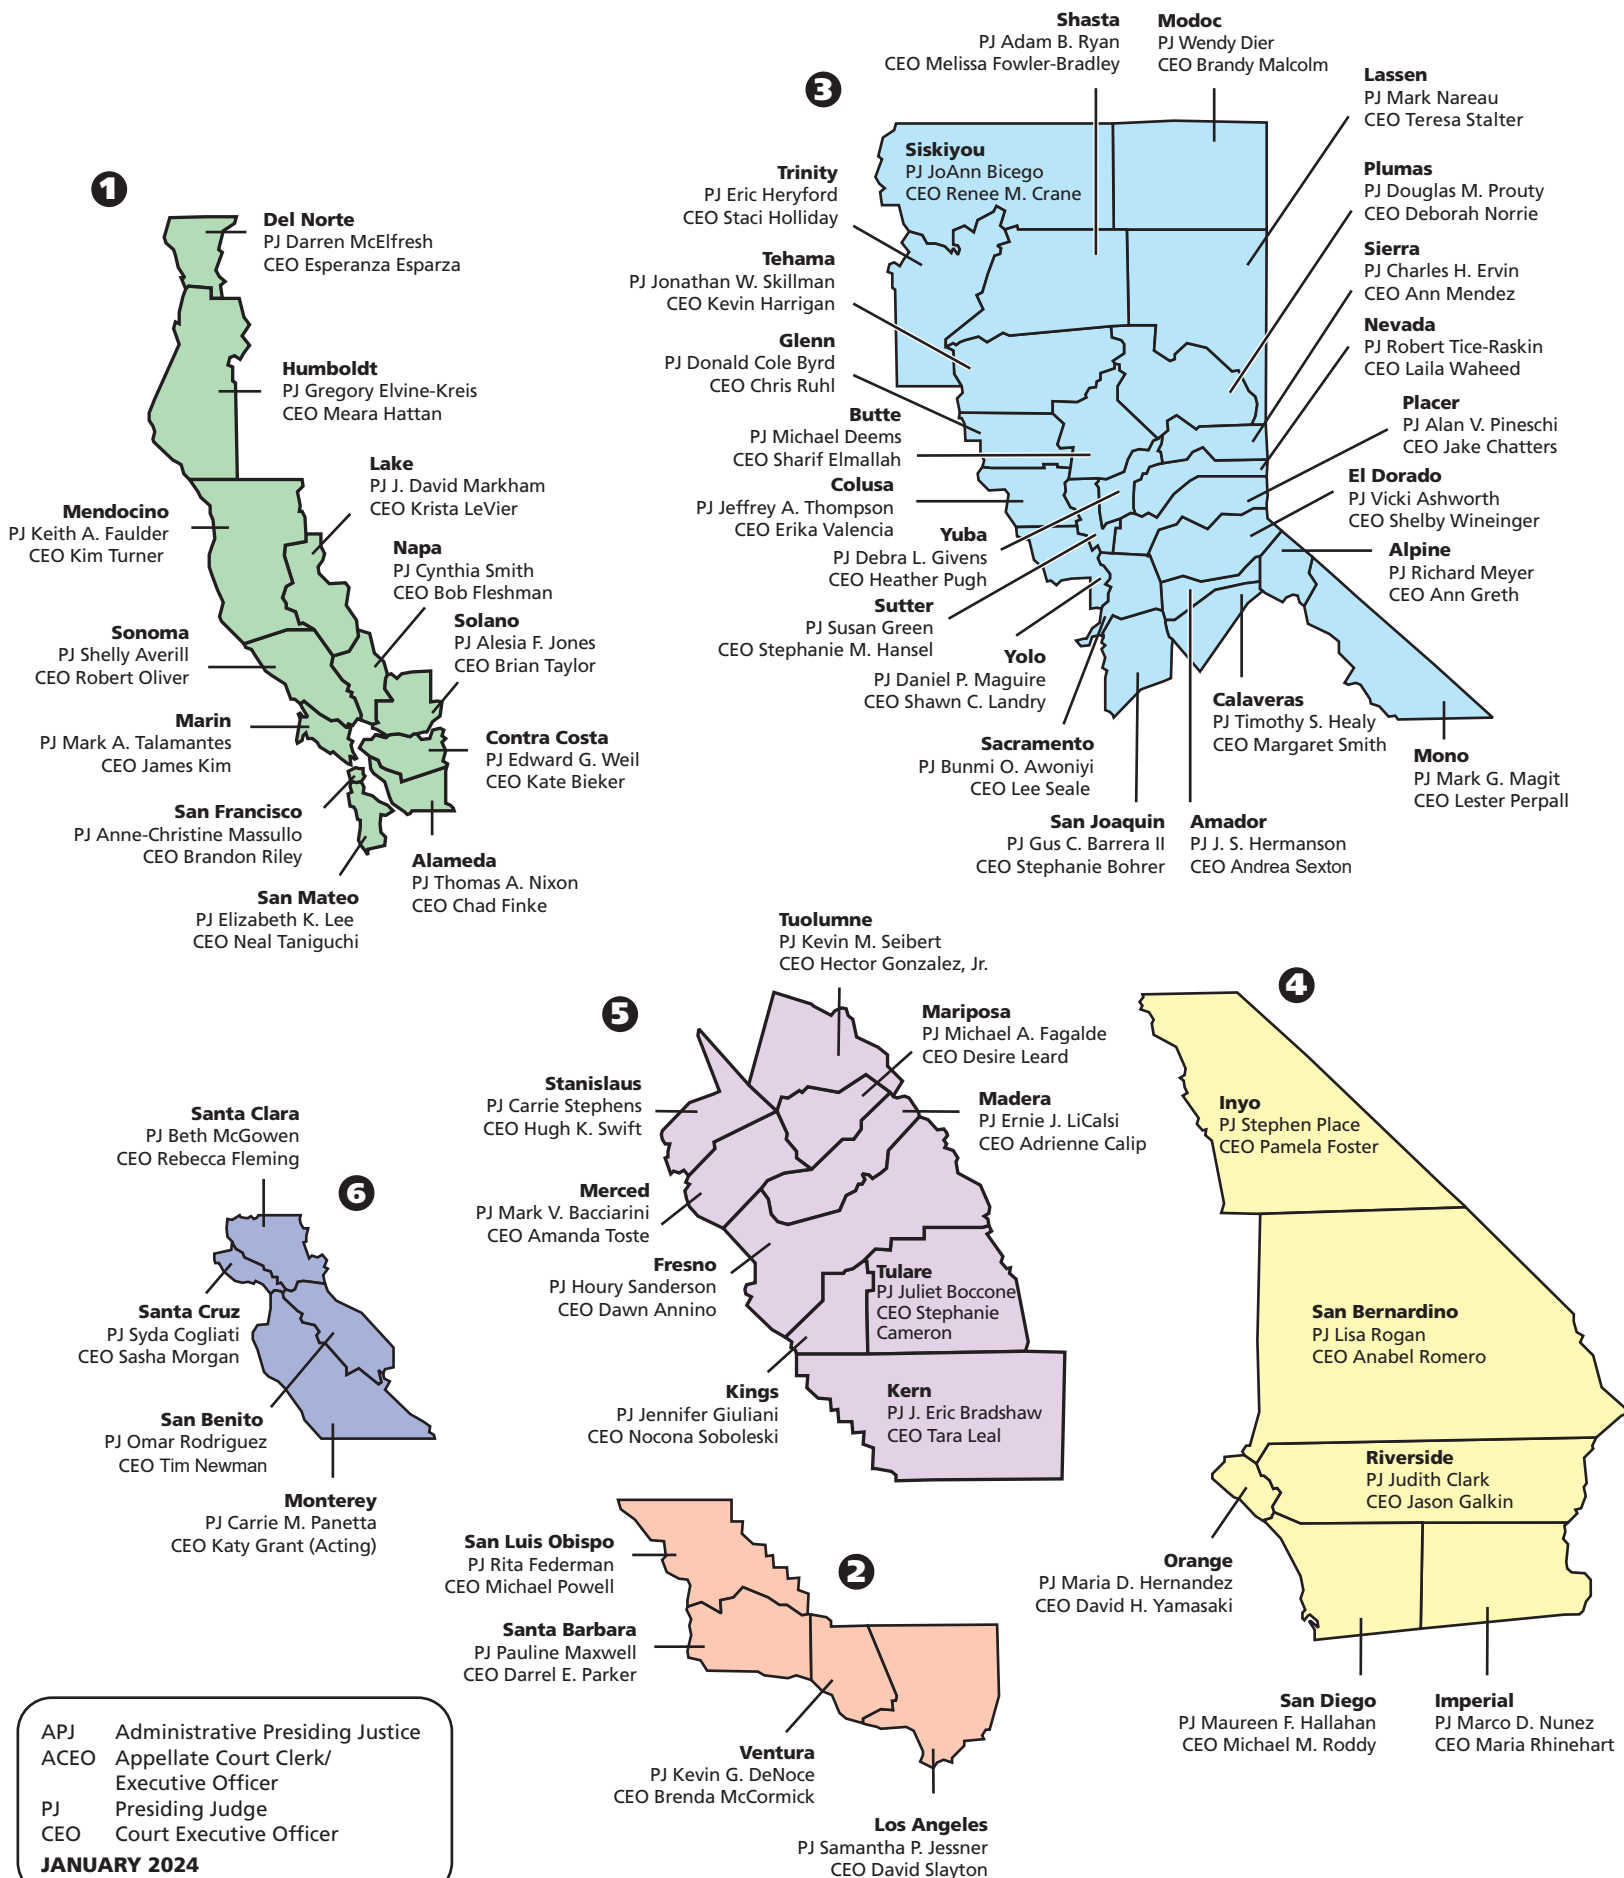 1
Del Norte
PJ Darren McElfresh
CEO Esperanza Esparza
Humboldt
PJ Gregory Elvine-Kreis
CEO Meara Hattan
Lake
PJ J. David Markham
CEO Krista LeVier
Mendocino
PJ Keith A. Faulder
CEO Kim Turner
Napa
PJ Cynthia Smith
CEO Bob Fleshman
Solano
PJ Alesia F. Jones
CEO Brian Taylor
Sonoma
PJ Shelly Averill
CEO Robert Oliver
Marin
PJ Mark A. Talamantes
CEO James Kim
Contra Costa
PJ Edward G. Weil
CEO Kate Bieker
San Francisco
PJ Anne-Christine Massullo
CEO Brandon Riley
Alameda
PJ Thomas A. Nixon
CEO Chad Finke
San Mateo
PJ Elizabeth K. Lee
CEO Neal Taniguchi
3
Shasta
PJ Adam B. Ryan
CEO Melissa Fowler-Bradley
Modoc
PJ Wendy Dier
CEO Brandy Malcolm
Lassen
PJ Mark Nareau
CEO Teresa Stalter
Siskiyou
PJ JoAnn Bicego
CEO Renee M. Crane
Trinity
PJ Eric Heryford
CEO Staci Holliday
Plumas
PJ Douglas M. Prouty
CEO Deborah Norrie
Tehama
PJ Jonathan W. Skillman
CEO Kevin Harrigan
Sierra
PJ Charles H. Ervin
CEO Ann Mendez
Glenn
PJ Donald Cole Byrd
CEO Chris Ruhl
Nevada
PJ Robert Tice-Raskin
CEO Laila Waheed
Butte
PJ Michael Deems
CEO Sharif Elmallah
Placer
PJ Alan V. Pineschi
CEO Jake Chatters
Colusa
PJ Jeffrey A. Thompson
CEO Erika Valencia
El Dorado
PJ Vicki Ashworth
CEO Shelby Wineinger
Yuba
PJ Debra L. Givens
CEO Heather Pugh
Alpine
PJ Richard Meyer
CEO Ann Greth
Sutter
PJ Susan Green
CEO Stephanie M. Hansel
Yolo
PJ Daniel P. Maguire
CEO Shawn C. Landry
Calaveras
PJ Timothy S. Healy
CEO Margaret Smith
Sacramento
PJ Bunmi O. Awoniyi
CEO Lee Seale
Mono
PJ Mark G. Magit
CEO Lester Perpall
San Joaquin
PJ Gus C. Barrera II
CEO Stephanie Bohrer
Amador
PJ J. S. Hermanson
CEO Andrea Sexton
5
Tuolumne
PJ Kevin M. Seibert
CEO Hector Gonzalez, Jr.
Mariposa
PJ Michael A. Fagalde
CEO Desire Leard
Stanislaus
PJ Carrie Stephens
CEO Hugh K. Swift
Madera
PJ Ernie J. LiCalsi
CEO Adrienne Calip
Merced
PJ Mark V. Bacciarini
CEO Amanda Toste
Fresno
PJ Houry Sanderson
CEO Dawn Annino
Tulare
PJ Juliet Boccone
CEO Stephanie
Cameron
Kings
PJ Jennifer Giuliani
CEO Nocona Soboleski
Kern
PJ J. Eric Bradshaw
CEO Tara Leal
4
Inyo
PJ Stephen Place
CEO Pamela Foster
San Bernardino
PJ Lisa Rogan
CEO Anabel Romero
Riverside
PJ Judith Clark
CEO Jason Galkin
Orange
PJ Maria D. Hernandez
CEO David H. Yamasaki
San Diego
PJ Maureen F. Hallahan
CEO Michael M. Roddy
Imperial
PJ Marco D. Nunez
CEO Maria Rhinehart
6
Santa Clara
PJ Beth McGowen
CEO Rebecca Fleming
Santa Cruz
PJ Syda Cogliati
CEO Sasha Morgan
San Benito
PJ Omar Rodriguez
CEO Tim Newman
Monterey
PJ Carrie M. Panetta
CEO Katy Grant (Acting)
2
San Luis Obispo
PJ Rita Federman
CEO Michael Powell
Santa Barbara
PJ Pauline Maxwell
CEO Darrel E. Parker
Ventura
PJ Kevin G. DeNoce
CEO Brenda McCormick
Los Angeles
PJ Samantha P. Jessner
CEO David Slayton
APJ Administrative Presiding Justice
ACEO Appellate Court Clerk/
Executive Officer
PJ Presiding Judge
CEO Court Executive Officer
JANUARY 2024